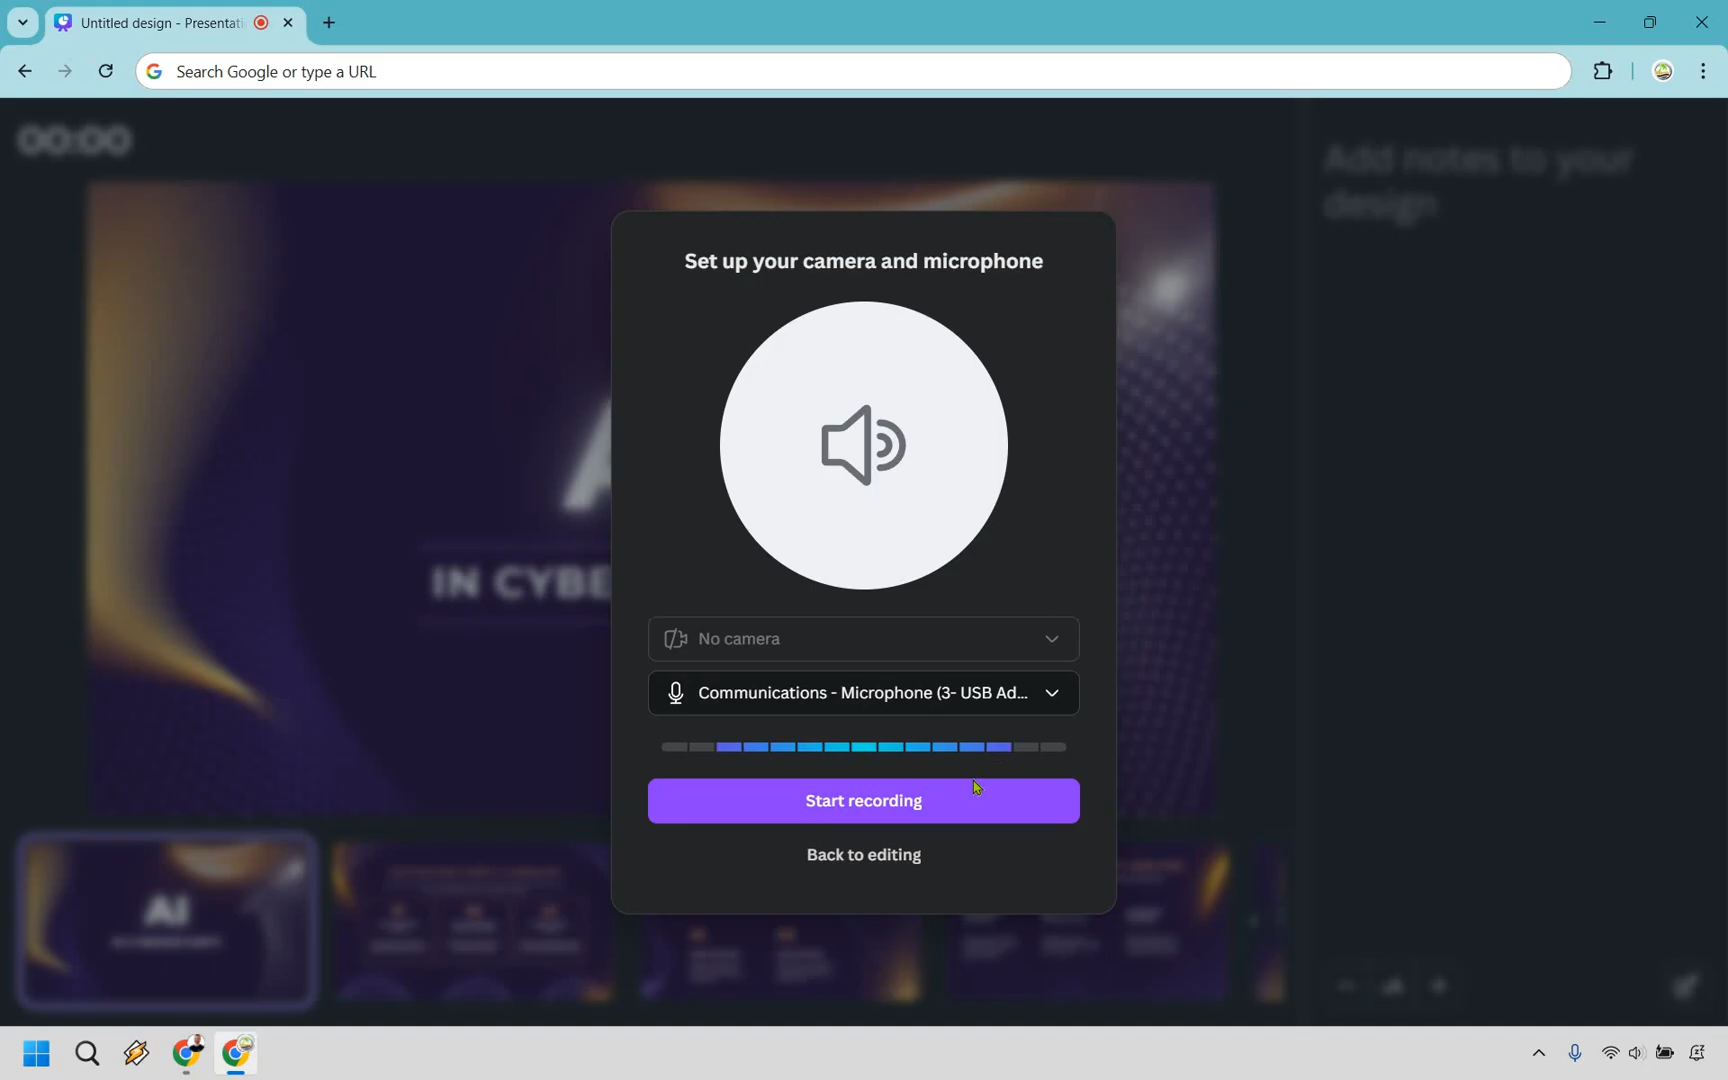 Untitled design - Presentati
Search Google or type a URL
00:00
Add notes to your
design
Set up your camera and microphone
IN CYBE
No camera
Communications - Microphone (3- USB Ad...
Start recording
Back to editing
AI